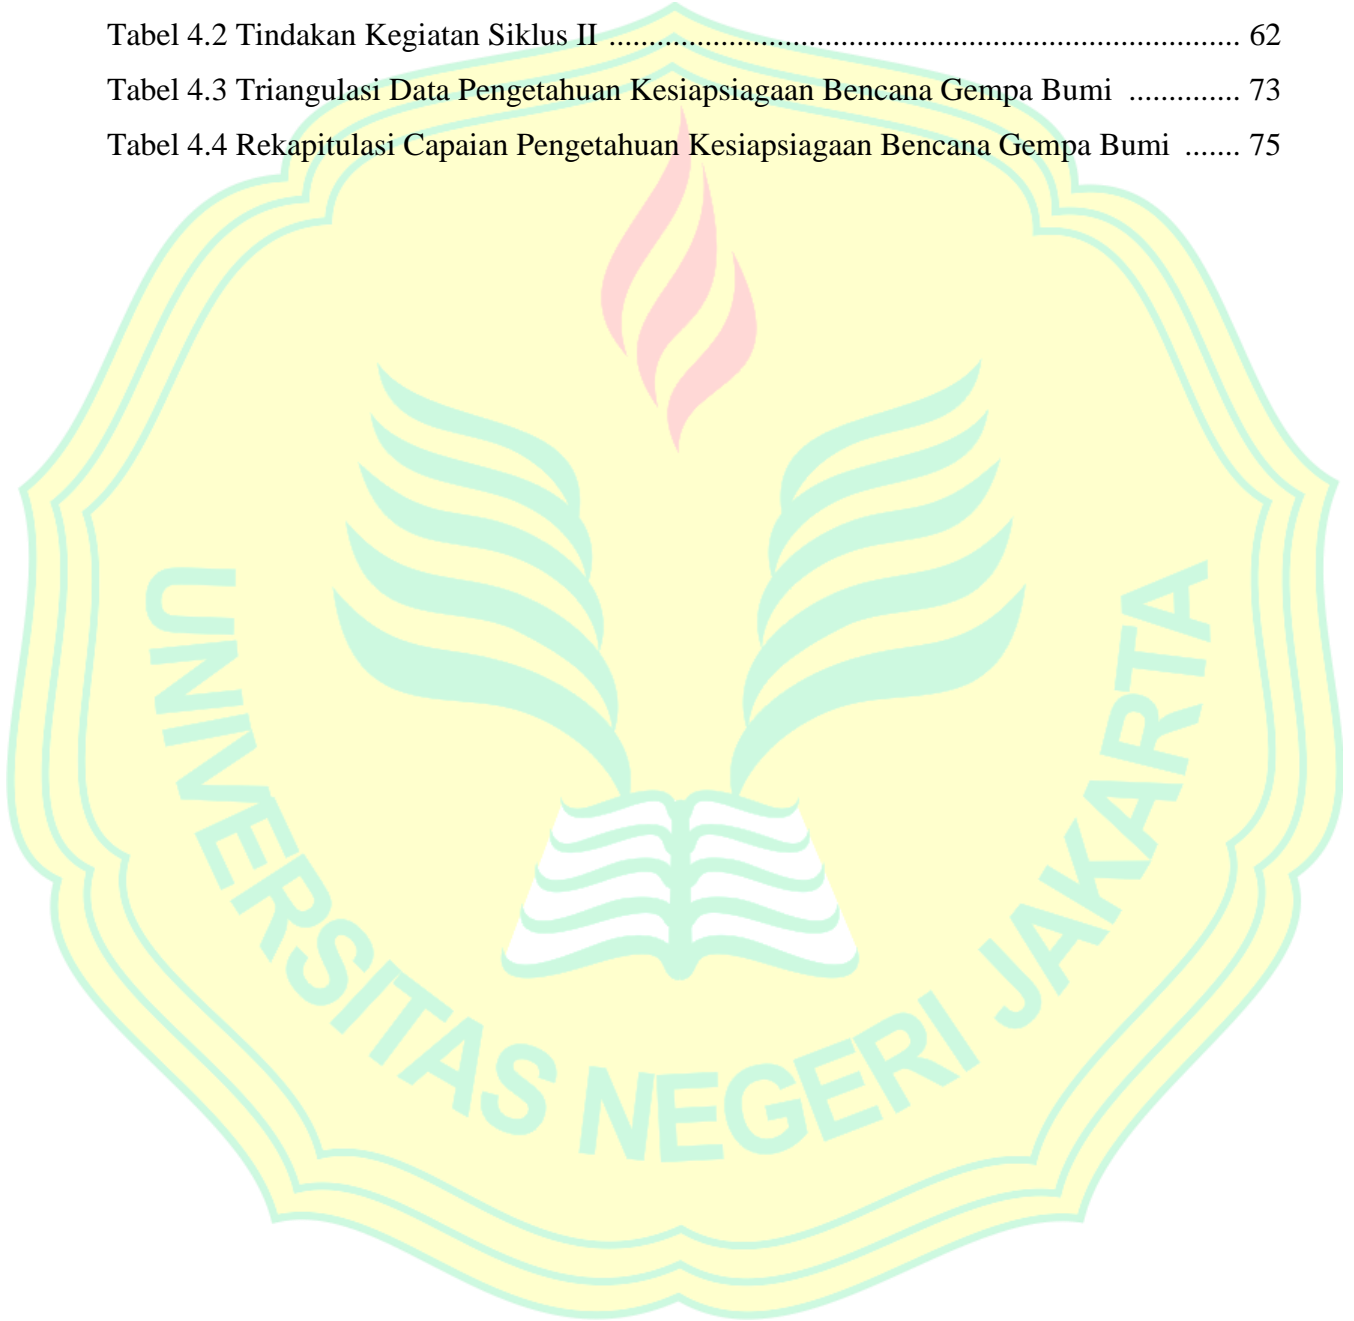 Tabel 4.2 Tindakan Kegiatan Siklus II ........................................................................... 62
Tabel 4.3 Triangulasi Data Pengetahuan Kesiapsiagaan Bencana Gempa Bumi .............. 73
Tabel 4.4 Rekapitulasi Capaian Pengetahuan Kesiapsiagaan Bencana Gempa Bumi ....... 75
UNIVERSITAS NEGERI JAKARTA